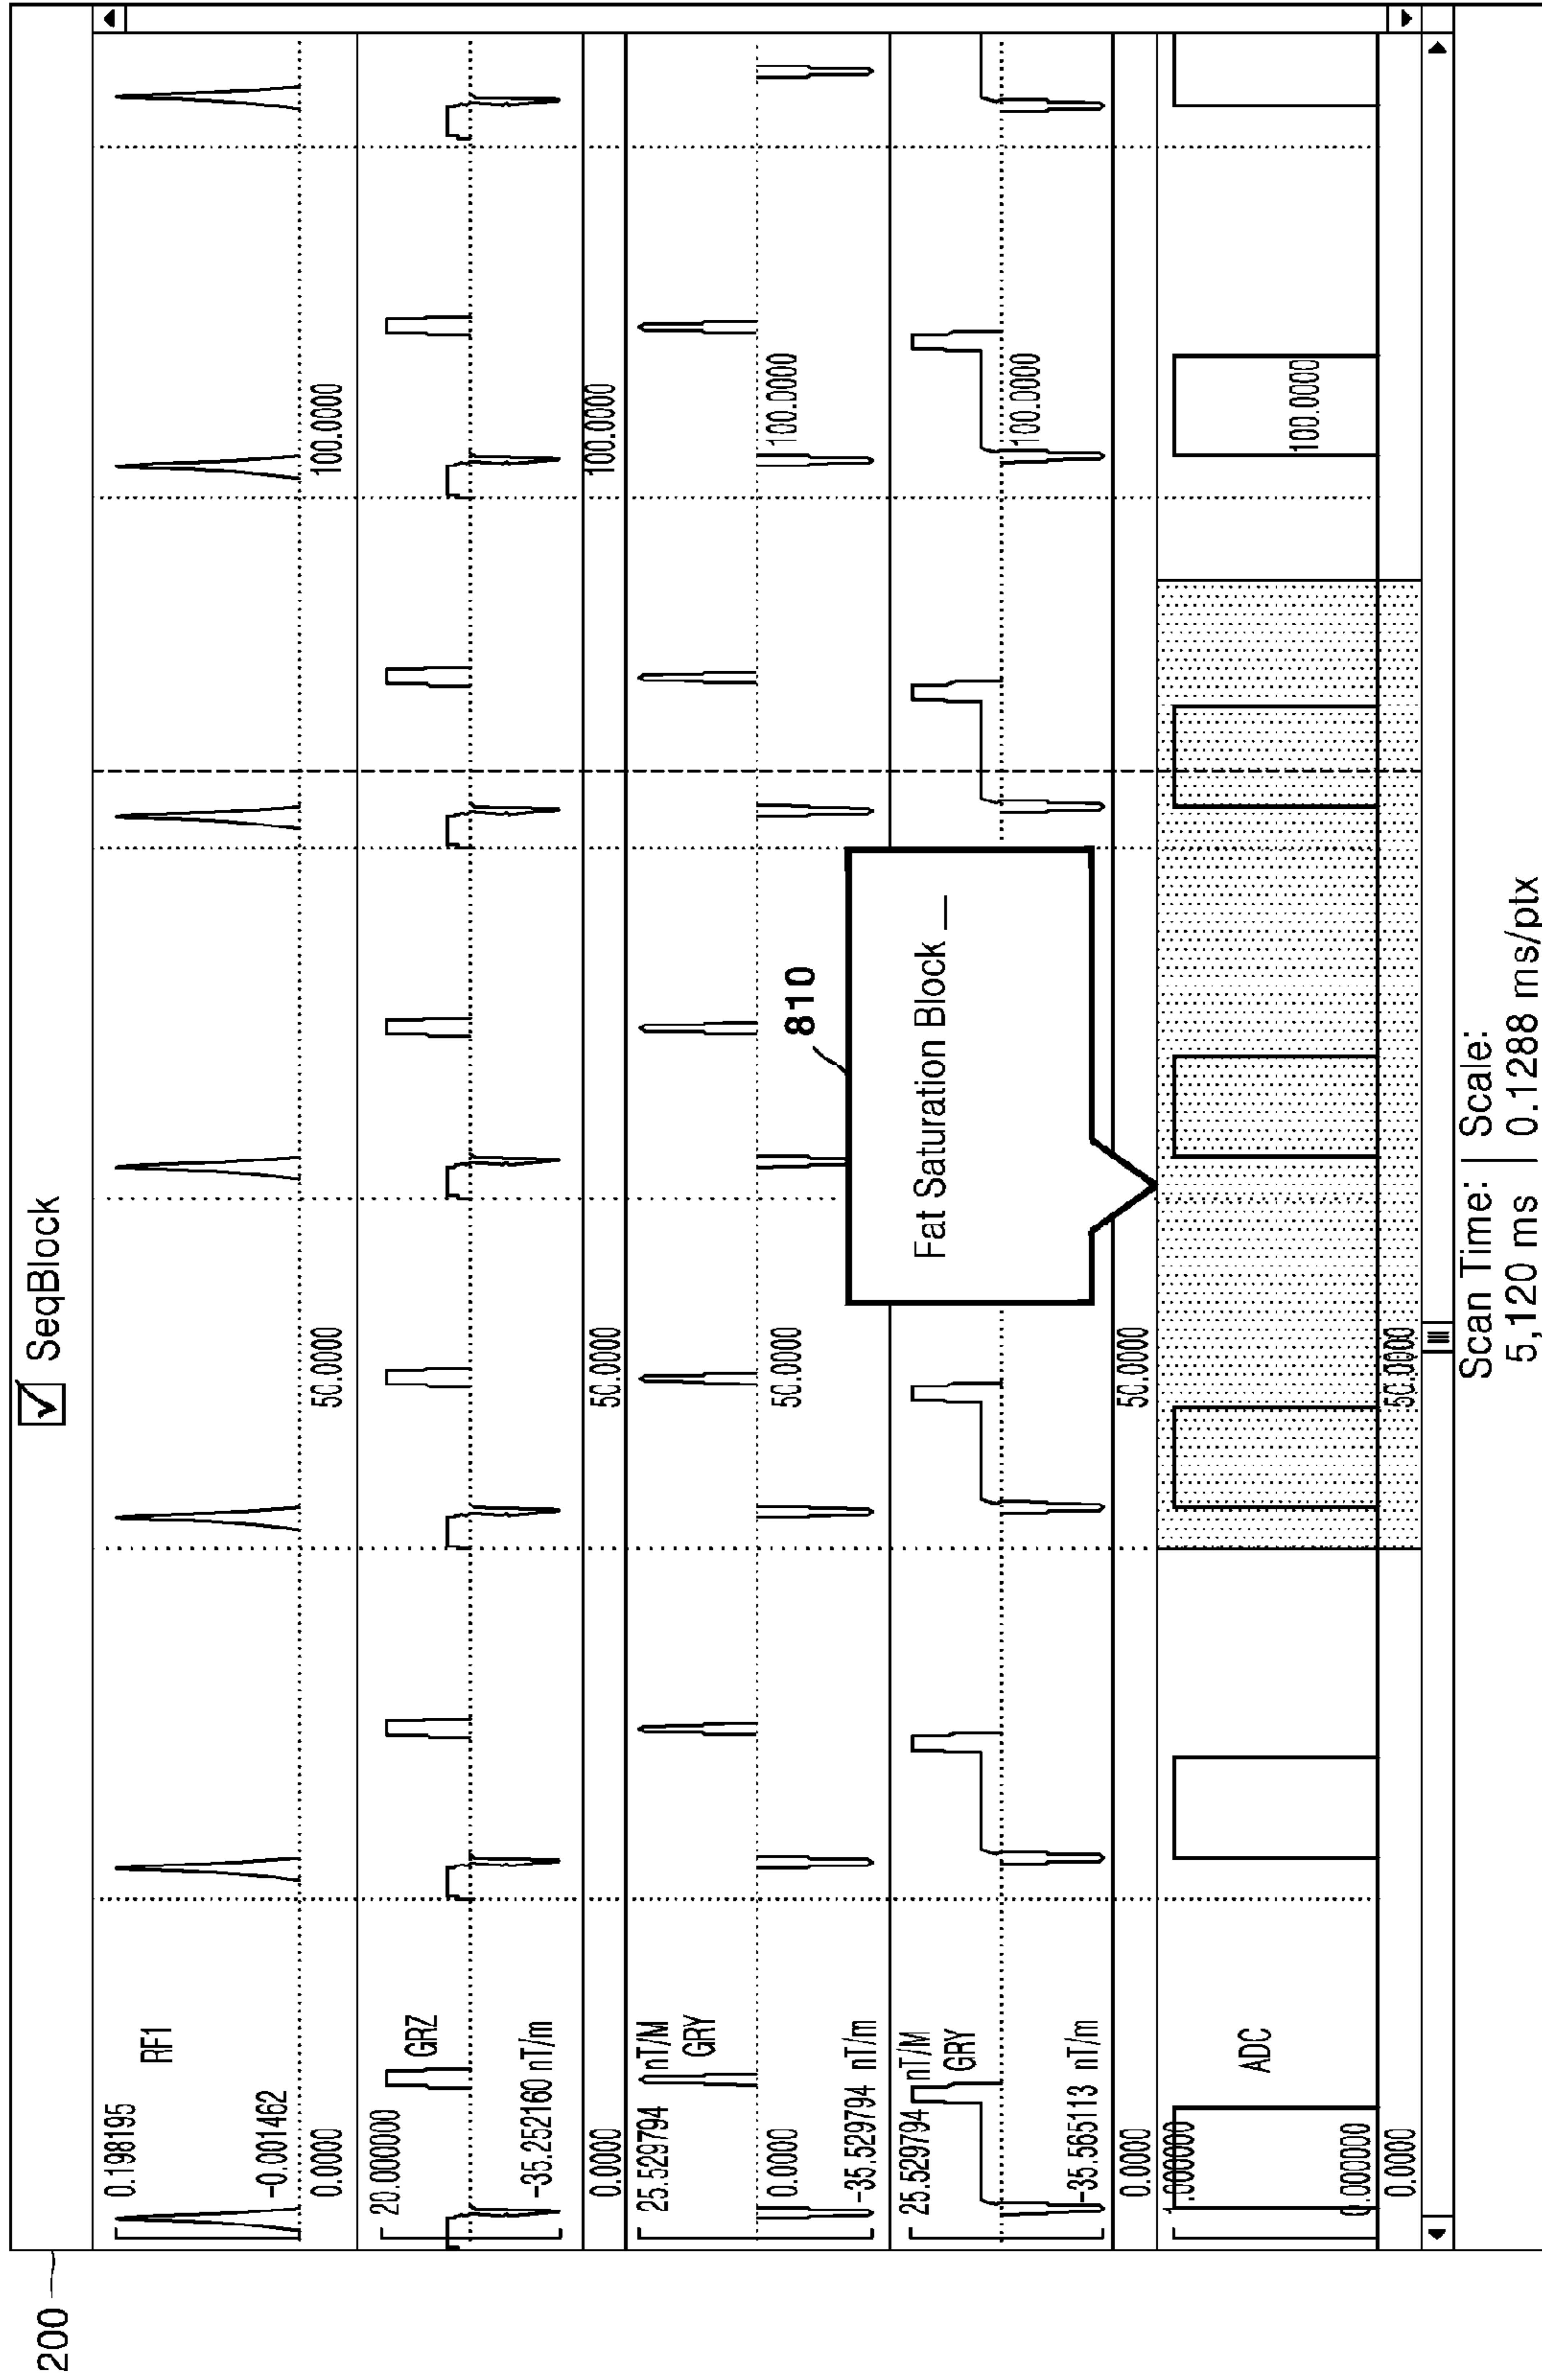 200
SeqBlock
0.198195
RF1
-0.001462
0.0000
50.0000
100.0000
20.000000
GRZ
-35.252160 nT/m
0.0000
50.0000
100.0000
25.529794
nT/M
GRY
0.0000
50.0000
100.0000
-35.529794 nT/m
810
Fat Saturation Block _
25.529794
nT/M
GRY
100.0000
-35.565113 nT/m
0.0000
50.0000
1.000000
ADC
100.0000
0.000000
0.0000
50.0000
Scan Time: | Scale:
5,120 ms | 0.1288 ms/ptx